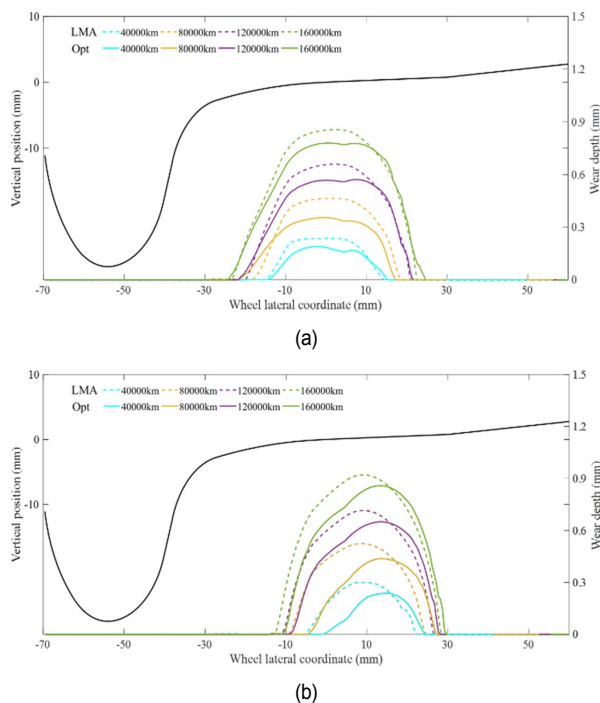 10
1.5
LMA 40000km 80000km 120000km 160000km
Opt 40000km 80000km 120000km 160000km
1.2
0
0.9
-10
0.6
0.3
0
Vertical position (mm)
Wear depth (mm)
-70 -50 -30 -10 10 30 50
Wheel lateral coordinate (mm)
(a)
10
1.5
LMA 40000km 80000km 120000km 160000km
Opt 40000km 80000km 120000km 160000km
1.2
0
0.9
-10
0.6
0.3
0
Vertical position (mm)
Wear depth (mm)
-70 -50 -30 -10 10 30 50
Wheel lateral coordinate (mm)
(b)